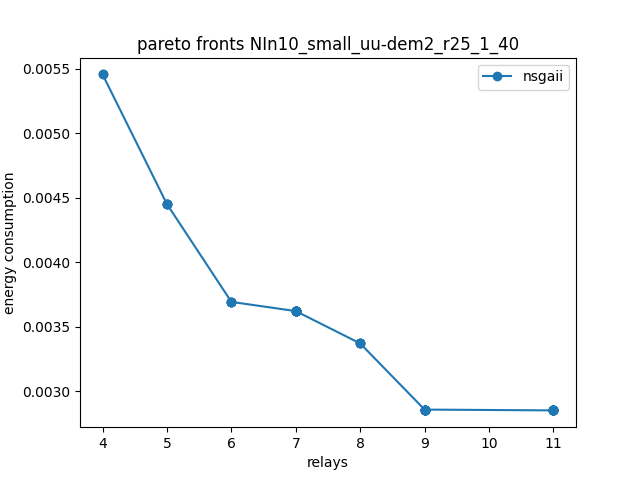 pareto fronts NIn10_small_uu-dem2_r25_1_40
nsgaii
0.0055
0.0050
0.0045
0.0040
0.0035
0.0030
energy consumption
4 5 6 7 8 9 10 11
relays